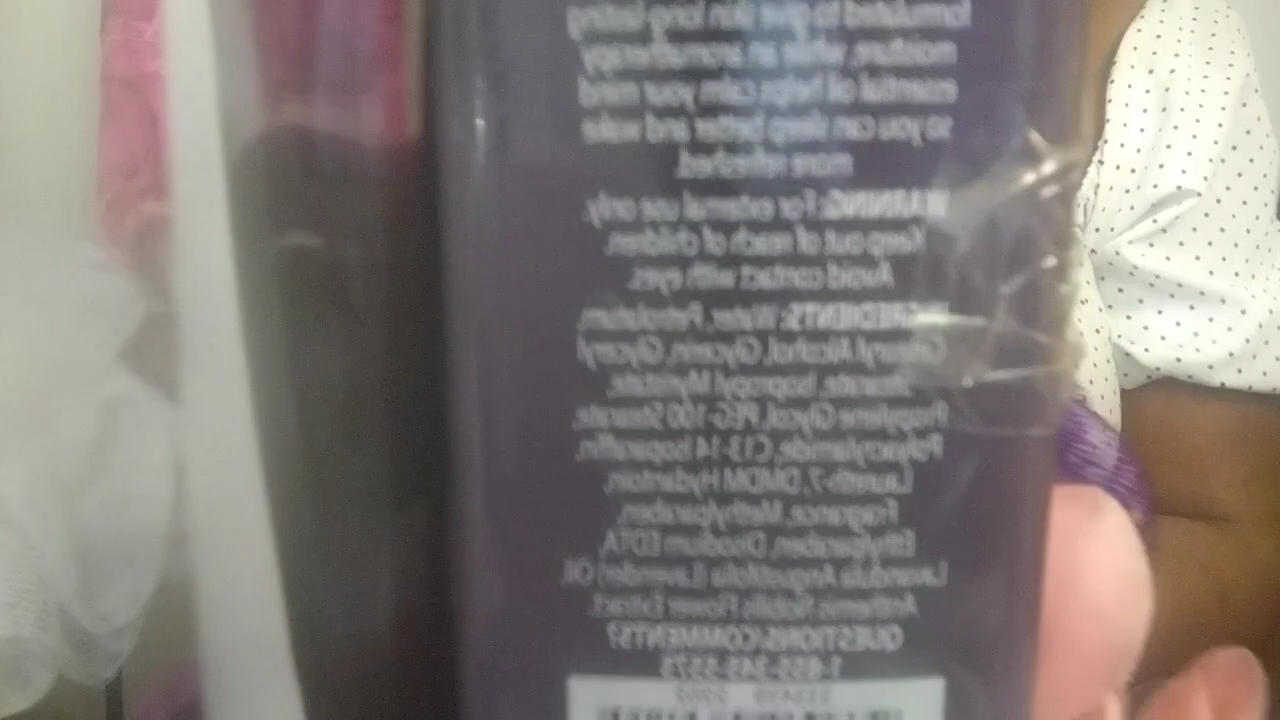 formulated to give skin long-lasting
moisture, while an aromatherapy
essential oil helps calm your mind
so you can sleep better and wake
more refreshed.
WARNING: For external use only.
Keep out of reach of children.
Avoid contact with eyes.
INGREDIENTS: Water, Petrolatum,
Cetearyl Alcohol, Glycerin, Glyceryl
Stearate, Isopropyl Myristate,
Propylene Glycol, PEG-100 Stearate,
Polyacrylamide, C13-14 Isoparaffin,
Laureth-7, DMDM Hydantoin,
Fragrance, Methylparaben,
Ethylparaben, Disodium EDTA,
Lavandula Angustifolia (Lavender) Oil,
Anthemis Nobilis Flower Extract.
QUESTIONS/COMMENTS?
1-855-345-5575